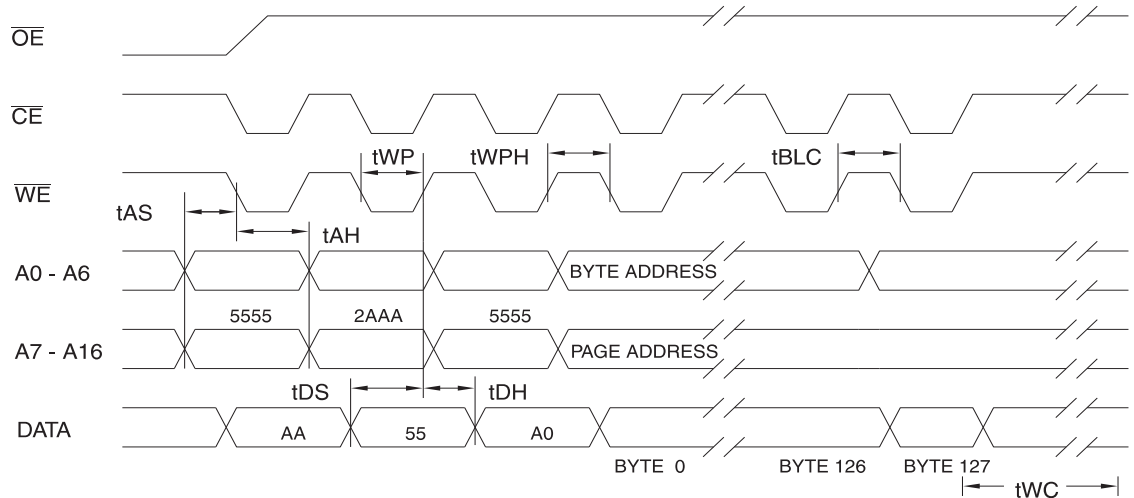 OE
CE
tWP
tWPH
tBLC
WE
tAS
tAH
A0 - A6
BYTE ADDRESS
5555
2AAA
5555
A7 - A16
PAGE ADDRESS
tDS
tDH
DATA
AA
55
A0
BYTE 0
BYTE 126
BYTE 127
tWC